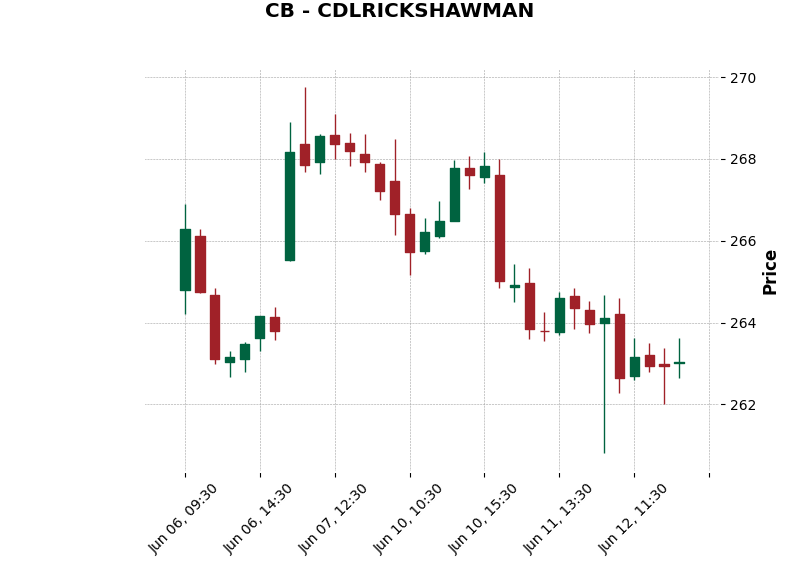 CB - CDLRICKSHAWMAN
270
268
266
264
262
Price
Jun 06, 09:30
Jun 06, 14:30
Jun 07, 12:30
Jun 10, 10:30
Jun 10, 15:30
Jun 11, 13:30
Jun 12, 11:30